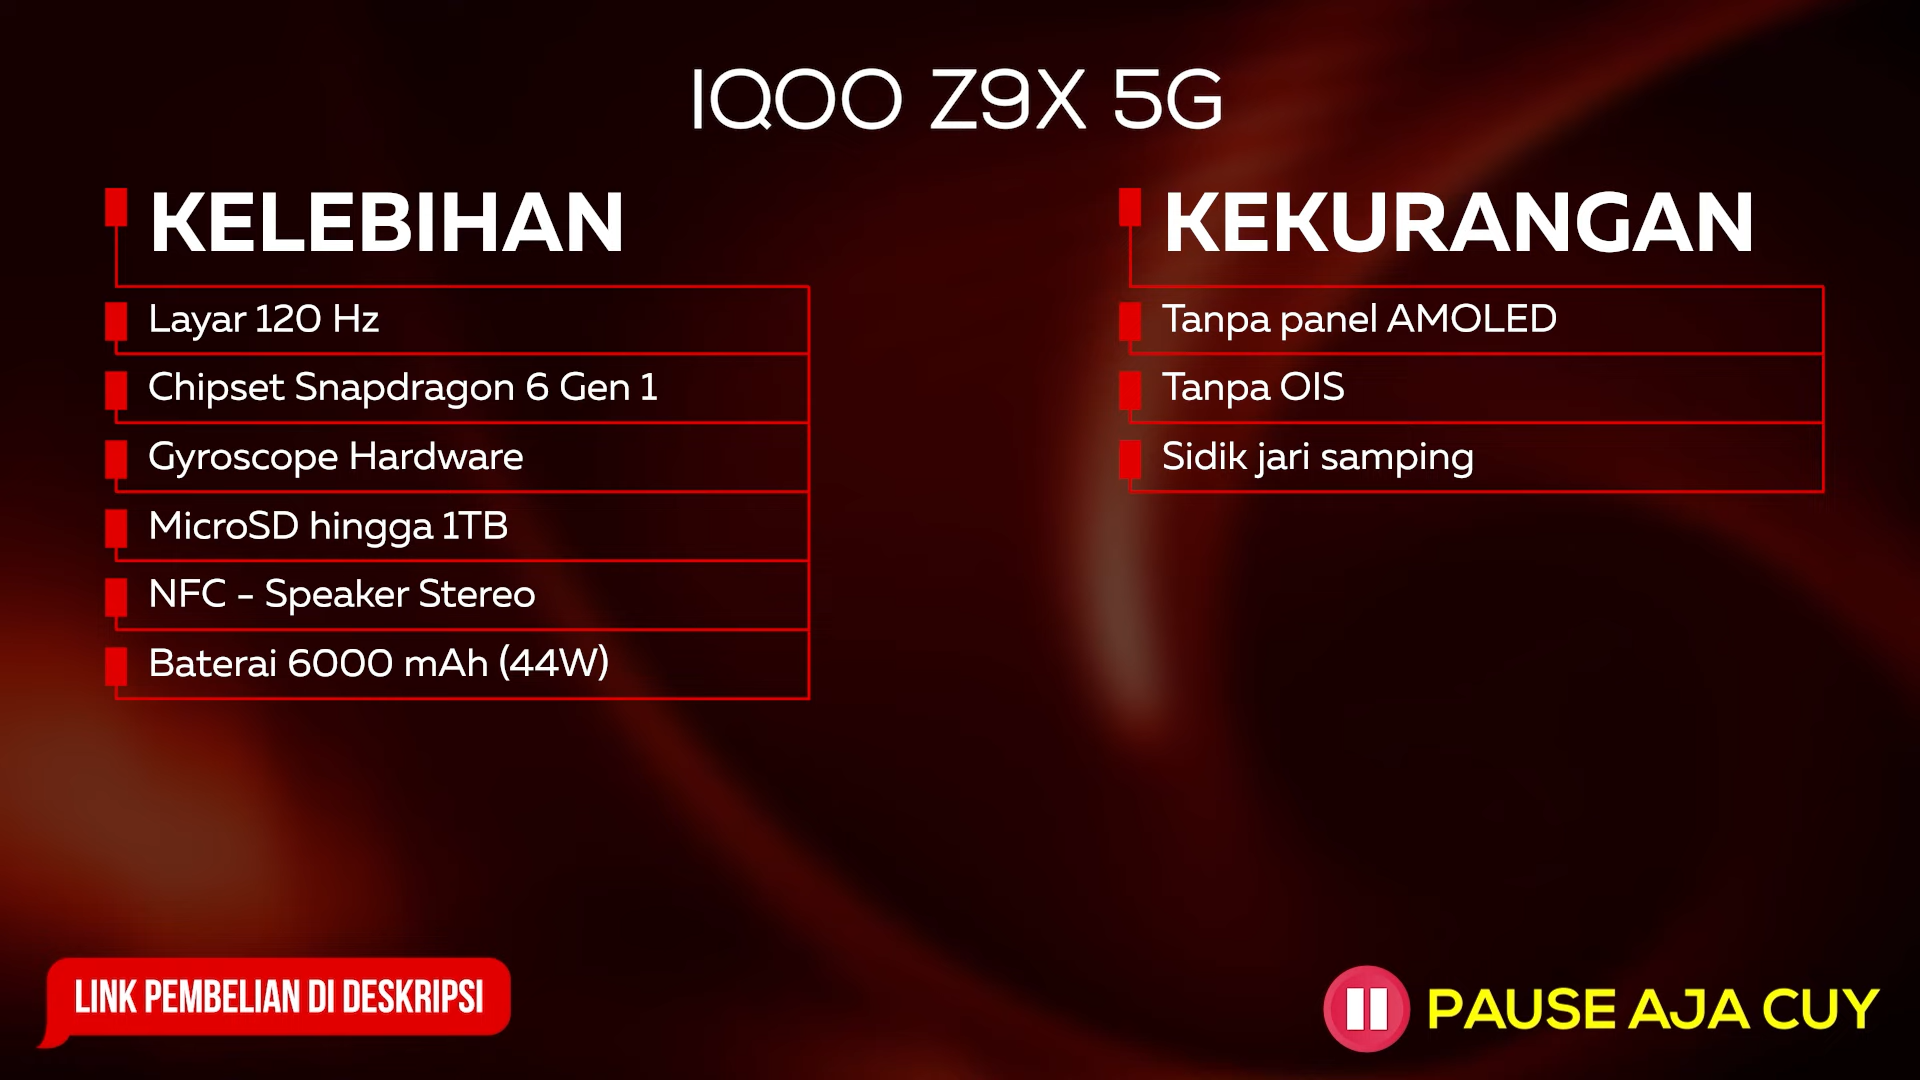 IQOO Z9X 5G
KELEBIHAN
Layar 120 Hz
Chipset Snapdragon 6 Gen 1
Gyroscope Hardware
MicroSD hingga 1TB
NFC - Speaker Stereo
Baterai 6000 mAh (44W)
KEKURANGAN
Tanpa panel AMOLED
Tanpa OIS
Sidik jari samping
LINK PEMBELIAN DI DESKRIPSI
PAUSE AJA CUY